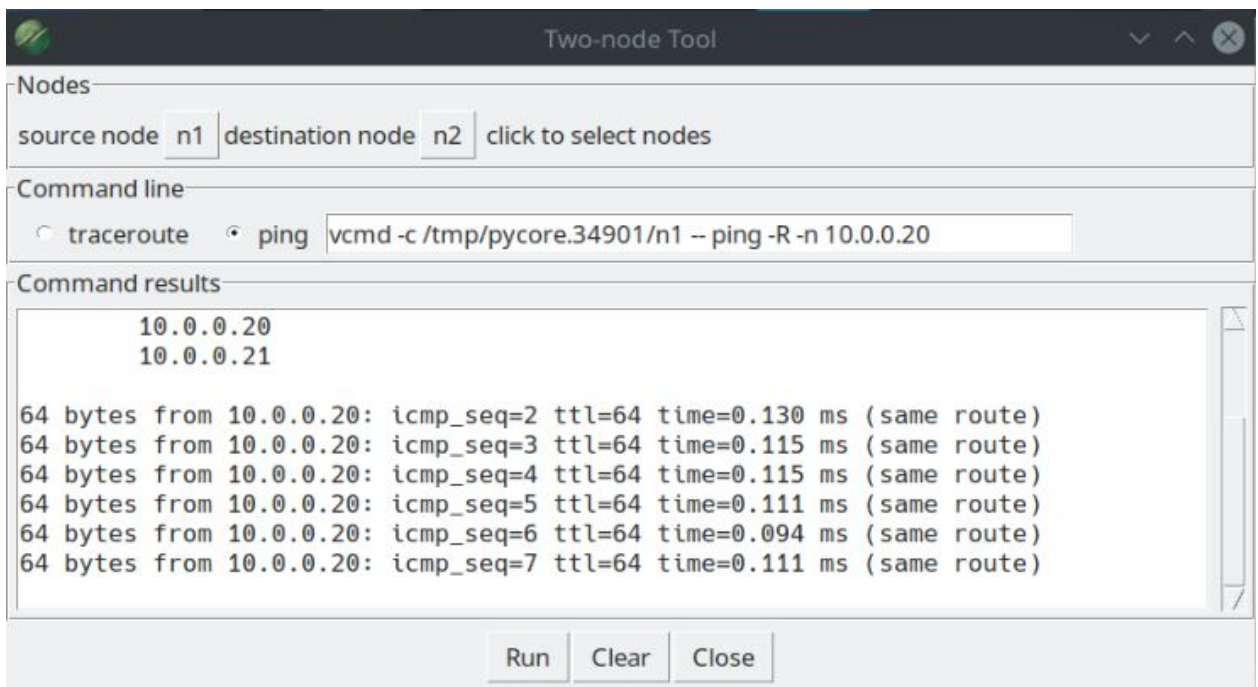 Two-node Tool
Nodes
source node n1 destination node n2 click to select nodes
Command line
traceroute ping vcmd -c /tmp/pycore.34901/n1 -- ping -R -n 10.0.0.20
Command results
10.0.0.20
10.0.0.21
64 bytes from 10.0.0.20: icmp_seq=2 ttl=64 time=0.130 ms (same route)
64 bytes from 10.0.0.20: icmp_seq=3 ttl=64 time=0.115 ms (same route)
64 bytes from 10.0.0.20: icmp_seq=4 ttl=64 time=0.115 ms (same route)
64 bytes from 10.0.0.20: icmp_seq=5 ttl=64 time=0.111 ms (same route)
64 bytes from 10.0.0.20: icmp_seq=6 ttl=64 time=0.094 ms (same route)
64 bytes from 10.0.0.20: icmp_seq=7 ttl=64 time=0.111 ms (same route)
Run Clear Close